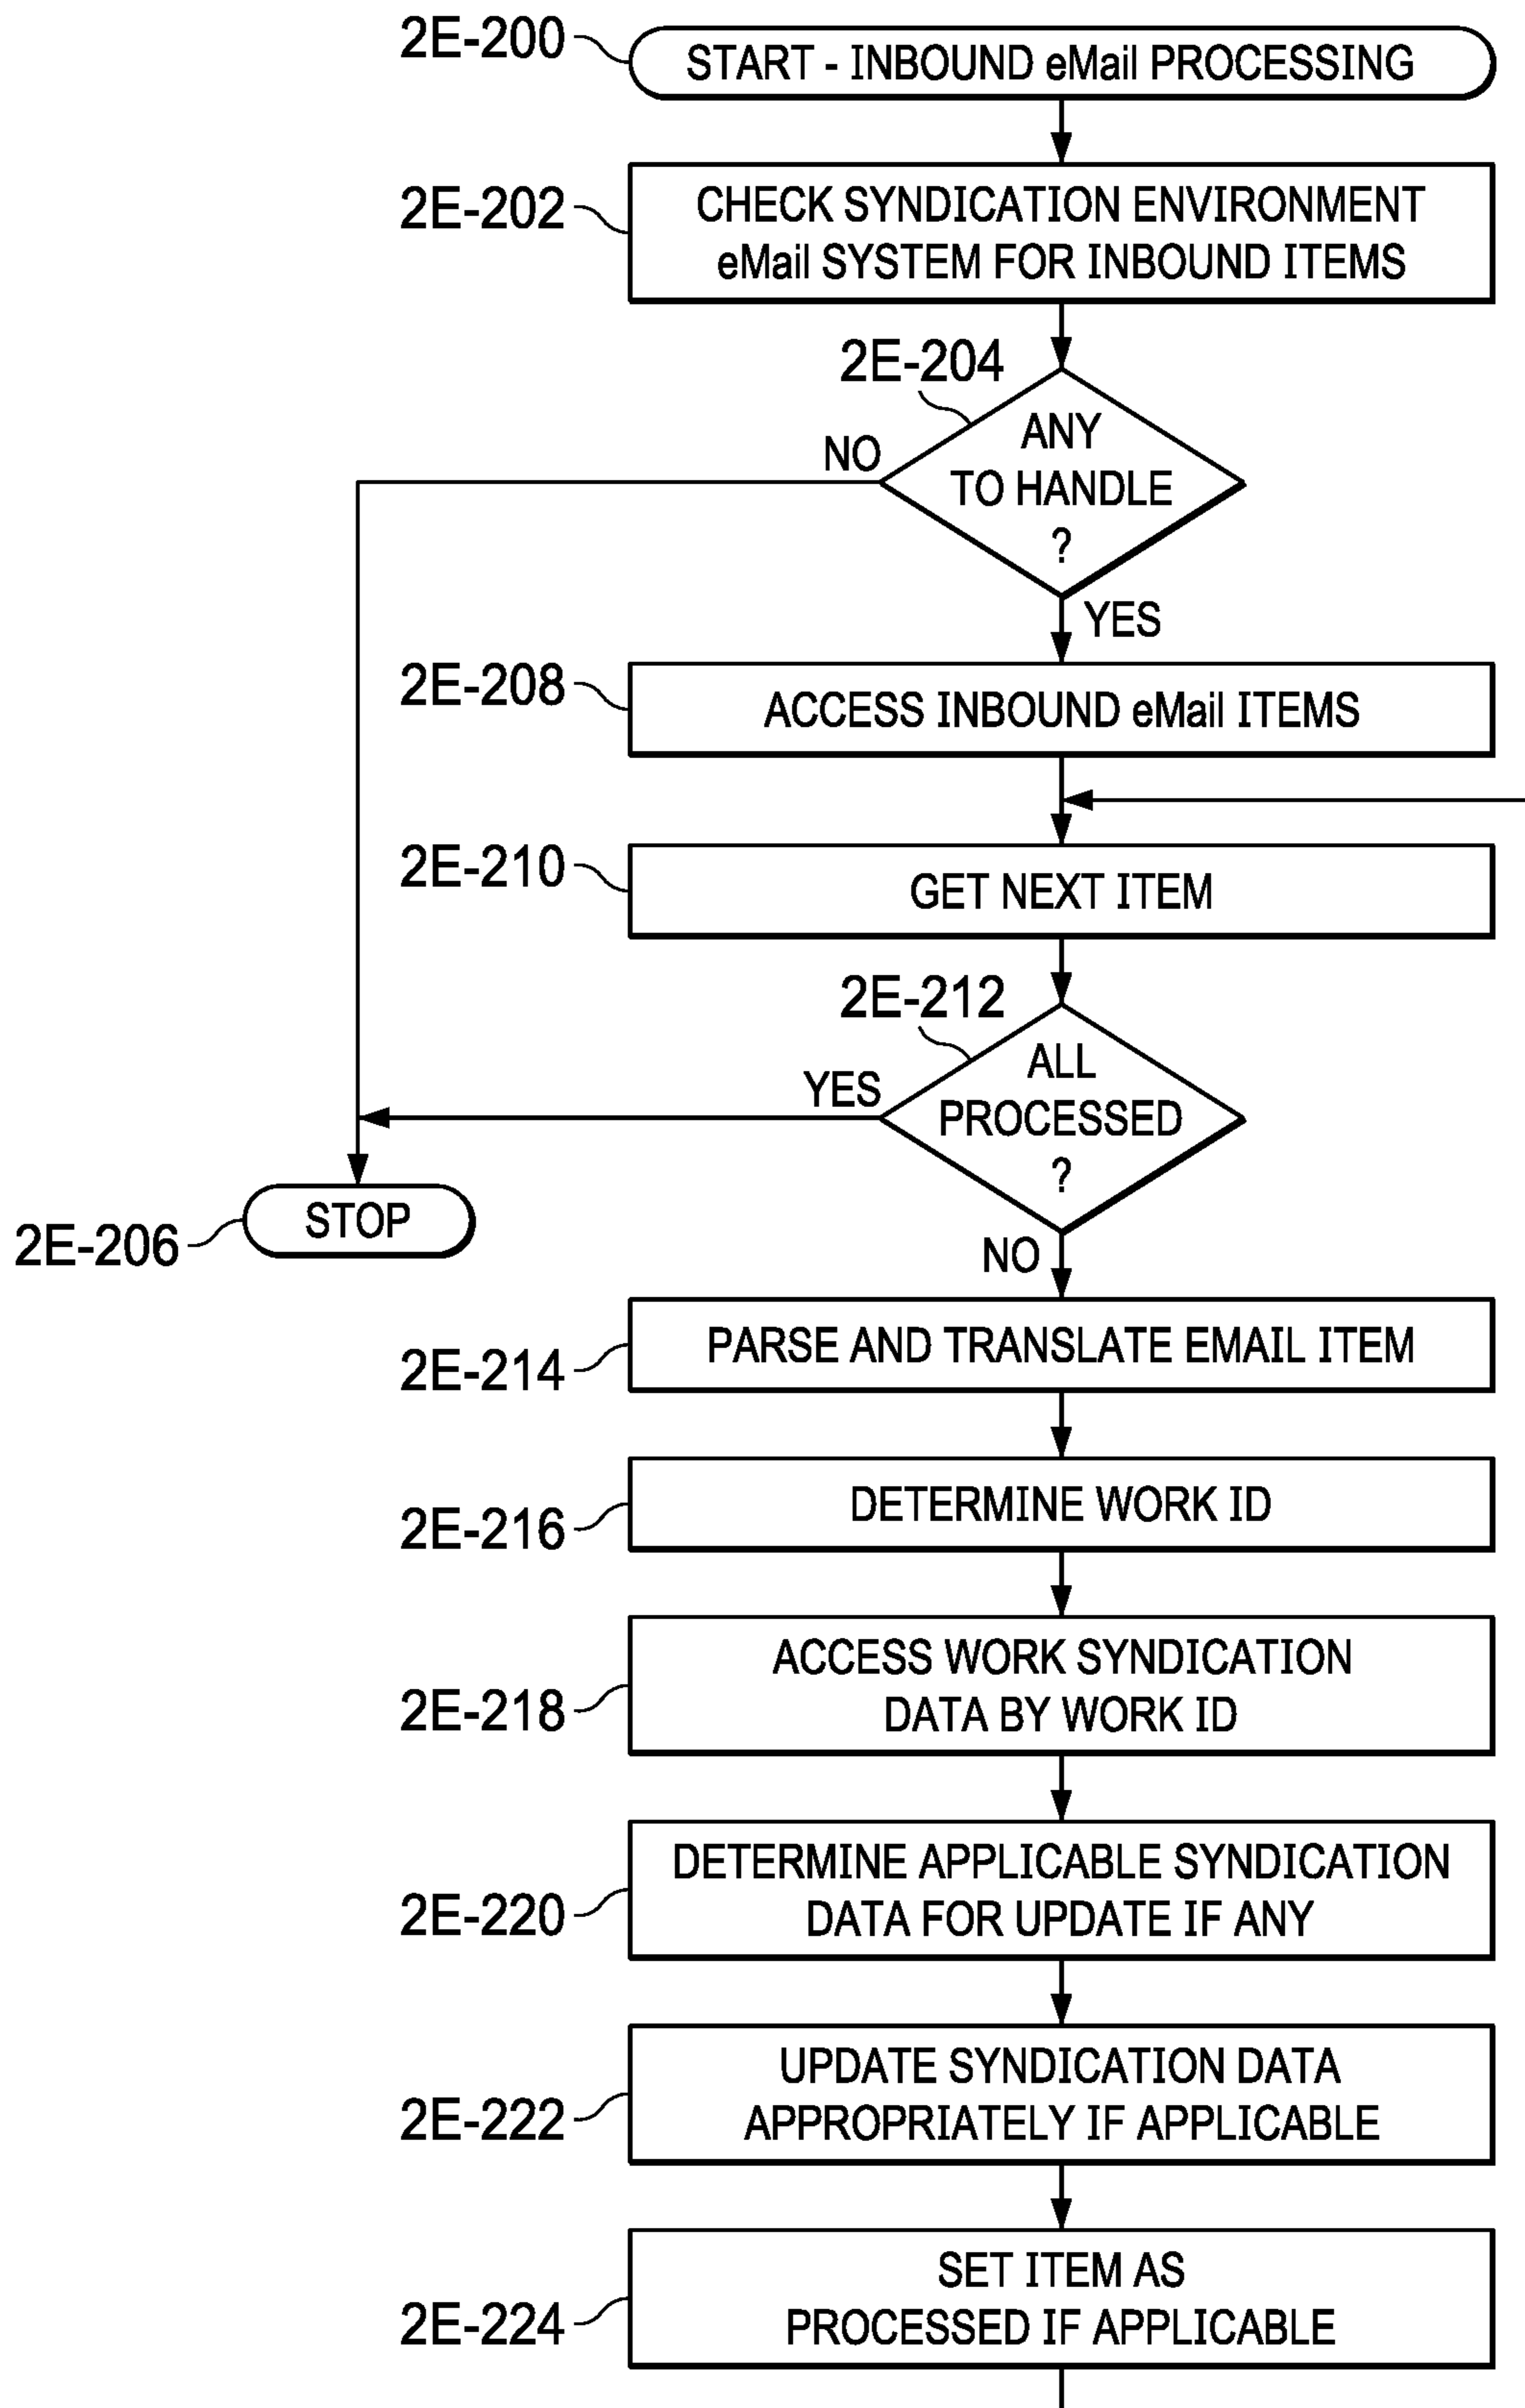 2E-200
START - INBOUND eMail PROCESSING
2E-202
CHECK SYNDICATION ENVIRONMENT
eMail SYSTEM FOR INBOUND ITEMS
2E-204
ANY
TO HANDLE
?
NO
YES
2E-208
ACCESS INBOUND eMail ITEMS
2E-210
GET NEXT ITEM
2E-212
ALL
PROCESSED
?
YES
NO
STOP
2E-206
PARSE AND TRANSLATE EMAIL ITEM
2E-214
DETERMINE WORK ID
2E-216
ACCESS WORK SYNDICATION
DATA BY WORK ID
2E-218
DETERMINE APPLICABLE SYNDICATION
DATA FOR UPDATE IF ANY
2E-220
UPDATE SYNDICATION DATA
APPROPRIATELY IF APPLICABLE
2E-222
SET ITEM AS
PROCESSED IF APPLICABLE
2E-224